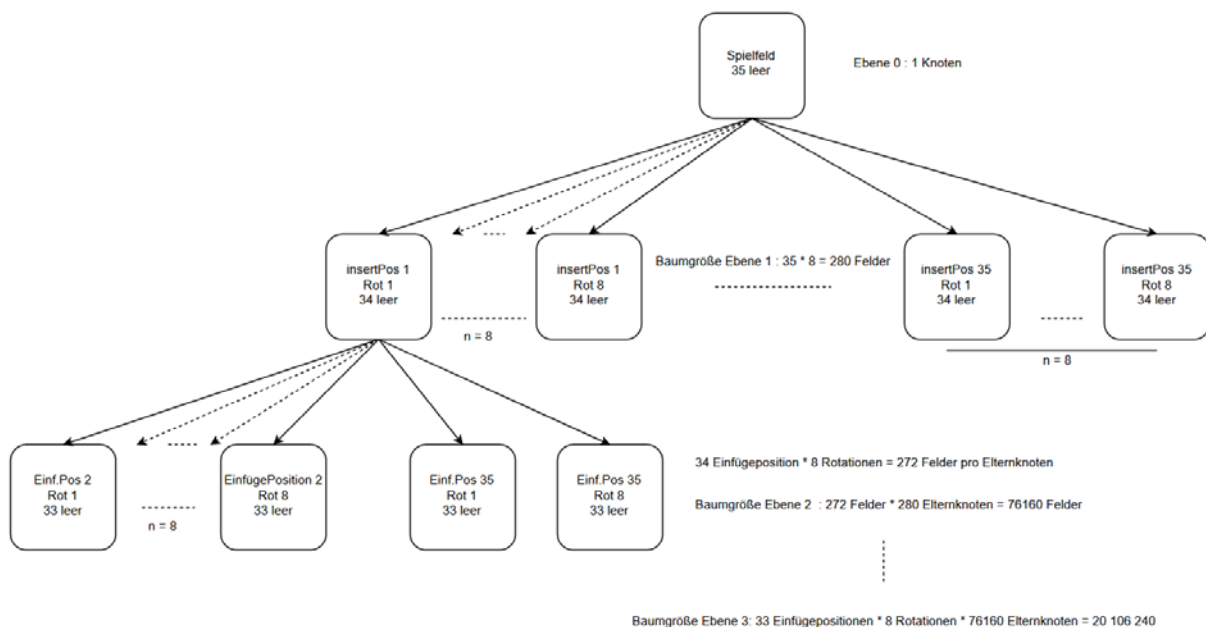 Spielfeld
35 leer
Ebene 0 : 1 Knoten
insertPos 1
Rot 1
34 leer
n = 8
insertPos 1
Rot 8
34 leer
Baumgröße Ebene 1 : 35 * 8 = 280 Felder
insertPos 35
Rot 1
34 leer
insertPos 35
Rot 8
34 leer
n = 8
Einf.Pos 2
Rot 1
33 leer
n = 8
EinfügePosition 2
Rot 8
33 leer
Einf.Pos 35
Rot 1
33 leer
Einf.Pos 35
Rot 8
33 leer
34 Einfügeposition * 8 Rotationen = 272 Felder pro Elternknoten
Baumgröße Ebene 2 : 272 Felder * 280 Elternknoten = 76160 Felder
Baumgröße Ebene 3: 33 Einfügepositionen * 8 Rotationen * 76160 Elternknoten = 20 106 240